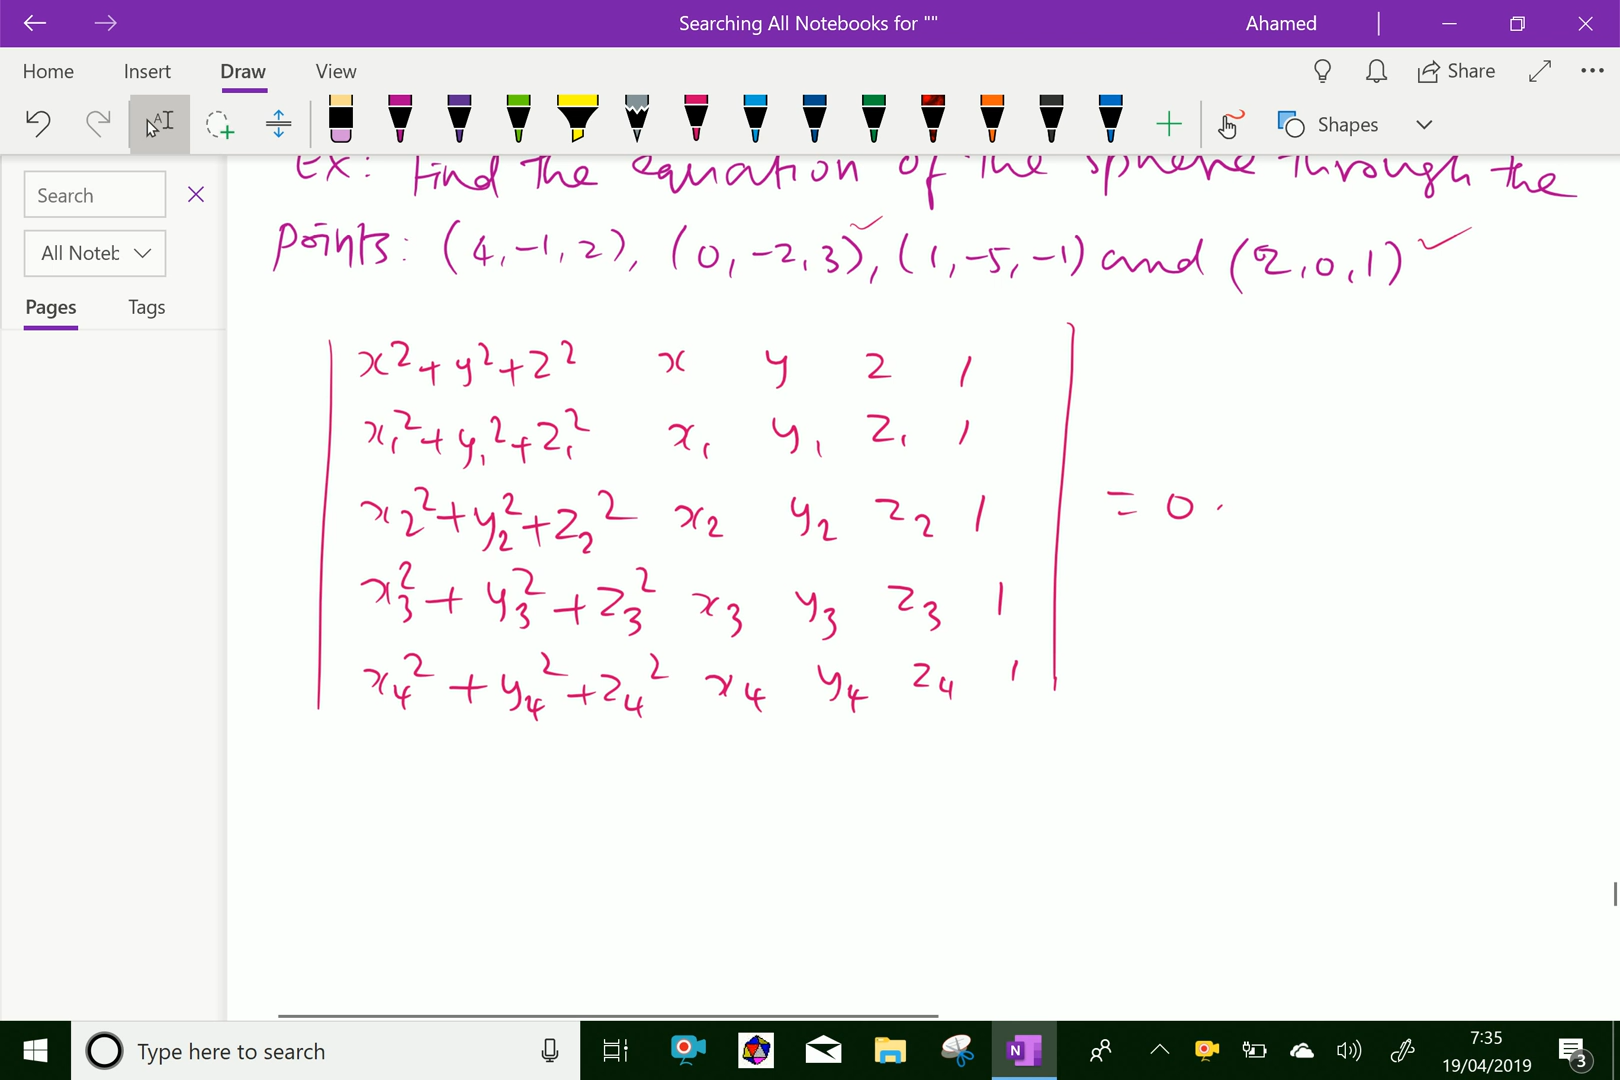 Searching All Notebooks for ""
Ahamed
Home Insert Draw View
Share
Shapes
Search
All Noteb
Pages Tags
Ex: Find the equation of the sphere through the
points: (4,-1,2), (0,-2,3), (1,-5,-1) and (2,0,1)
x²+y²+z² x y z 1
x₁²+y₁²+z₁² x₁ y₁ z₁ 1
x₂²+y₂²+z₂² x₂ y₂ z₂ 1 = 0.
x₃²+y₃²+z₃² x₃ y₃ z₃ 1
x₄²+y₄²+z₄² x₄ y₄ z₄ 1
Type here to search
7:35
19/04/2019
3